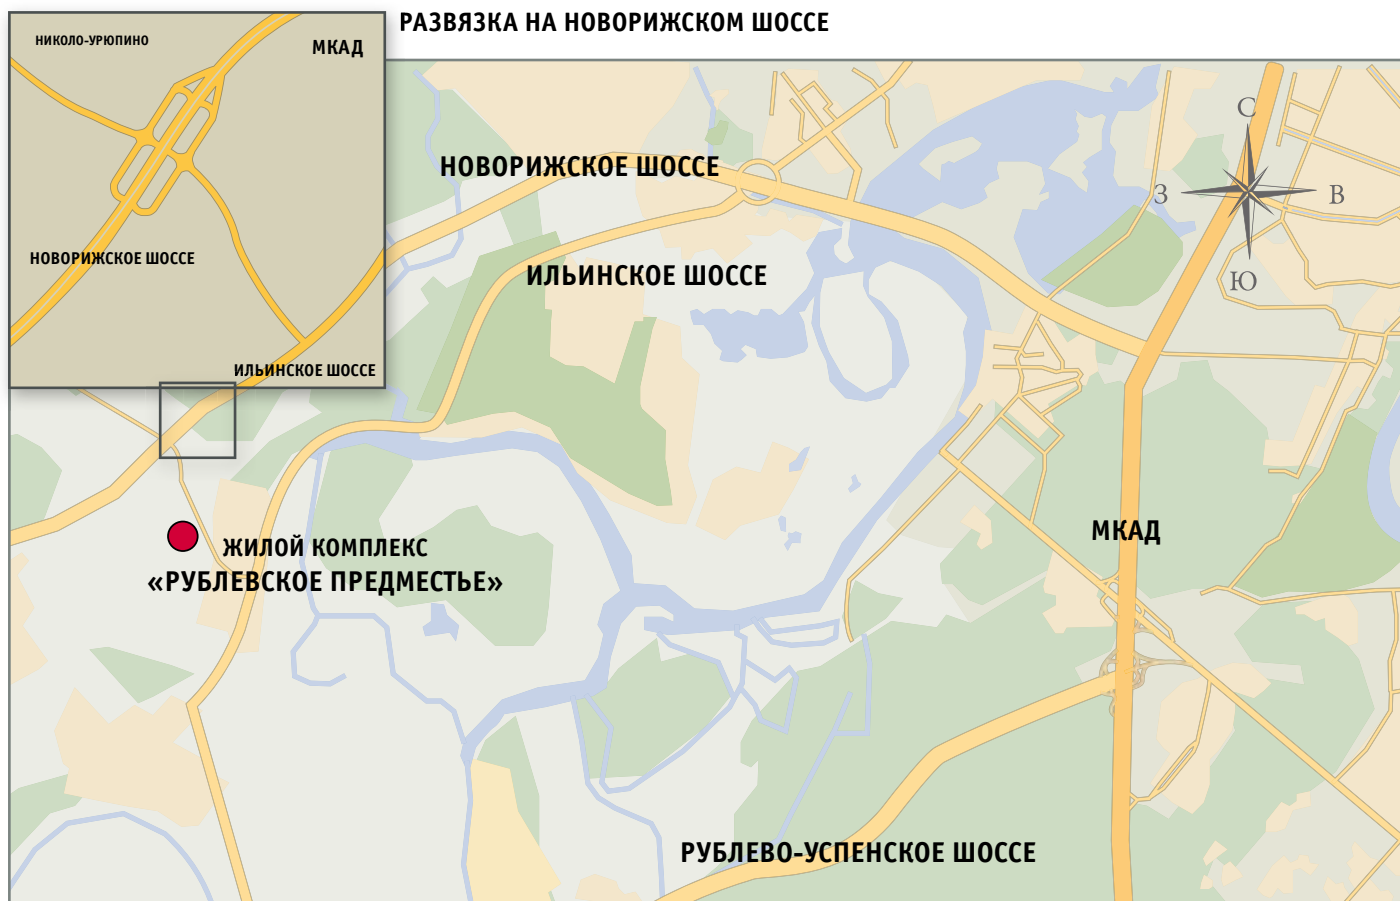 РАЗВЯЗКА НА НОВОРИЖСКОМ ШОССЕ
НИКОЛО-УРЮПИНО
МКАД
НОВОРИЖСКОЕ ШОССЕ
ИЛЬИНСКОЕ ШОССЕ
С
НОВОРИЖСКОЕ ШОССЕ
З
В
ИЛЬИНСКОЕ ШОССЕ
Ю
МКАД
ЖИЛОЙ КОМПЛЕКС
«РУБЛЕВСКОЕ ПРЕДМЕСТЬЕ»
РУБЛЕВО-УСПЕНСКОЕ ШОССЕ